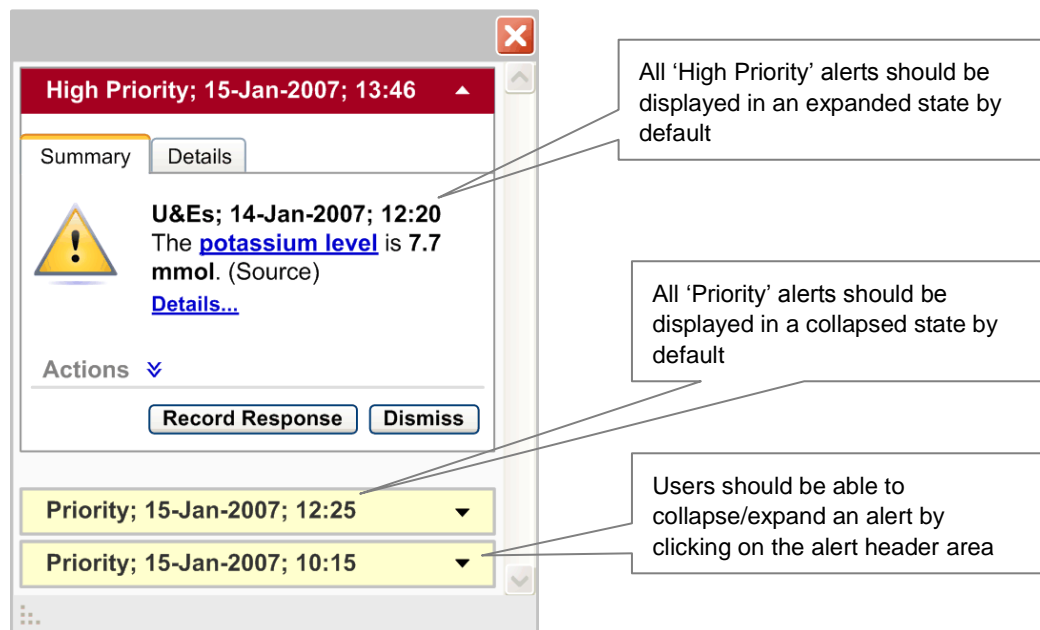 High Priority; 15-Jan-2007; 13:46
Summary
Details
U&Es; 14-Jan-2007; 12:20
The potassium level is 7.7
mmol. (Source)
Details...
Actions
Record Response
Dismiss
Priority; 15-Jan-2007; 12:25
Priority; 15-Jan-2007; 10:15
All ‘High Priority’ alerts should be
displayed in an expanded state by
default
All ‘Priority’ alerts should be
displayed in a collapsed state by
default
Users should be able to
collapse/expand an alert by
clicking on the alert header area